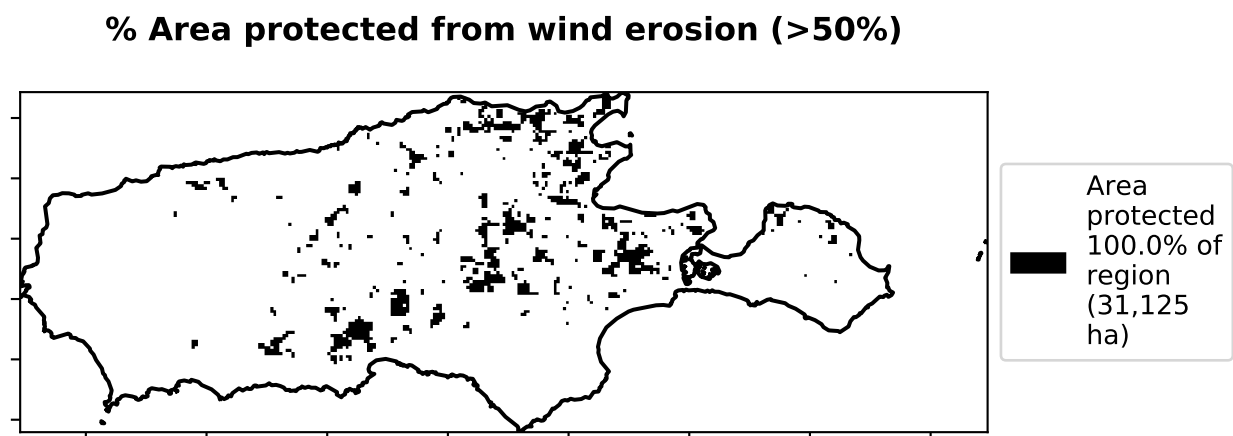 % Area protected from wind erosion (>50%)
Area
protected
100.0% of
region
(31,125
ha)